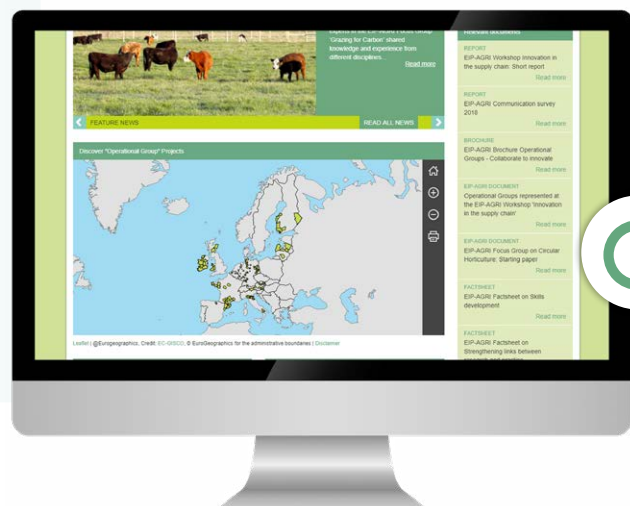 Experts of the EIP-AGRI Focus Group
'Grazing for Carbon' shared
knowledge and experience from
different disciplines...
Read more
FEATURE NEWS
READ ALL NEWS
Discover "Operational Group" Projects
Leaflet | @Eurogeographics, Credit: EC-GISCO, © EuroGeographics for the administrative boundaries | Disclaimer
Relevant documents
REPORT
EIP-AGRI Workshop Innovation in
the supply chain: Short report
Read more
REPORT
EIP-AGRI Communication survey
2016
Read more
BROCHURE
EIP-AGRI Brochure Operational
Groups - Collaborate to innovate
Read more
EIP-AGRI DOCUMENT
Operational Groups represented at
the EIP-AGRI Workshop 'Innovation
in the supply chain'
Read more
EIP-AGRI DOCUMENT
EIP-AGRI Focus Group on Circular
Horticulture: Starting paper
Read more
FACTSHEET
EIP-AGRI Factsheet on Skills
development
Read more
FACTSHEET
EIP-AGRI Factsheet on
Strengthening links between
research and practice